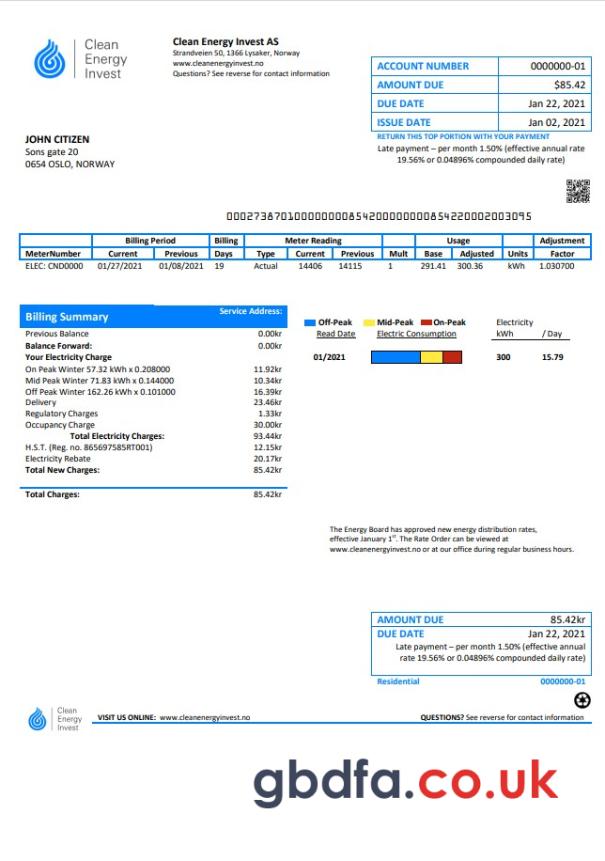 Clean
Energy
Invest
Clean Energy Invest AS
Strandveien 50, 1366 Lysaker, Norway
www.cleanenergyinvest.no
Questions? See reverse for contact information
ACCOUNT NUMBER 0000000-01
AMOUNT DUE $85.42
DUE DATE Jan 22, 2021
ISSUE DATE Jan 02, 2021
RETURN THIS TOP PORTION WITH YOUR PAYMENT
Late payment – per month 1.50% (effective annual rate
19.56% or 0.04896% compounded daily rate)
JOHN CITIZEN
Sons gate 20
0654 OSLO, NORWAY
000273870100000000854200000000854220002003095
Billing Period Billing Meter Reading Usage Adjustment
MeterNumber Current Previous Days Type Current Previous Mult Base Adjusted Units Factor
ELEC: CND0000 01/27/2021 01/08/2021 19 Actual 14406 14115 1 291.41 300.36 kWh 1.030700
Billing Summary Service Address:
Previous Balance 0.00kr
Balance Forward: 0.00kr
Your Electricity Charge
On Peak Winter 57.32 kWh x 0.208000 11.92kr
Mid Peak Winter 71.83 kWh x 0.144000 10.34kr
Off Peak Winter 162.26 kWh x 0.101000 16.39kr
Delivery 23.46kr
Regulatory Charges 1.33kr
Occupancy Charge 30.00kr
Total Electricity Charges: 93.44kr
H.S.T. (Reg. no. 865697585RT001) 12.15kr
Electricity Rebate 20.17kr
Total New Charges: 85.42kr
Total Charges: 85.42kr
Off-Peak Mid-Peak On-Peak Electricity
Read Date Electric Consumption kWh / Day
01/2021 300 15.79
The Energy Board has approved new energy distribution rates,
effective January 1st. The Rate Order can be viewed at
www.cleanenergyinvest.no or at our office during regular business hours.
AMOUNT DUE 85.42kr
DUE DATE Jan 22, 2021
Late payment – per month 1.50% (effective annual
rate 19.56% or 0.04896% compounded daily rate)
Residential 0000000-01
Clean
Energy
Invest
VISIT US ONLINE: www.cleanenergyinvest.no QUESTIONS? See reverse for contact information
gbdfa.co.uk